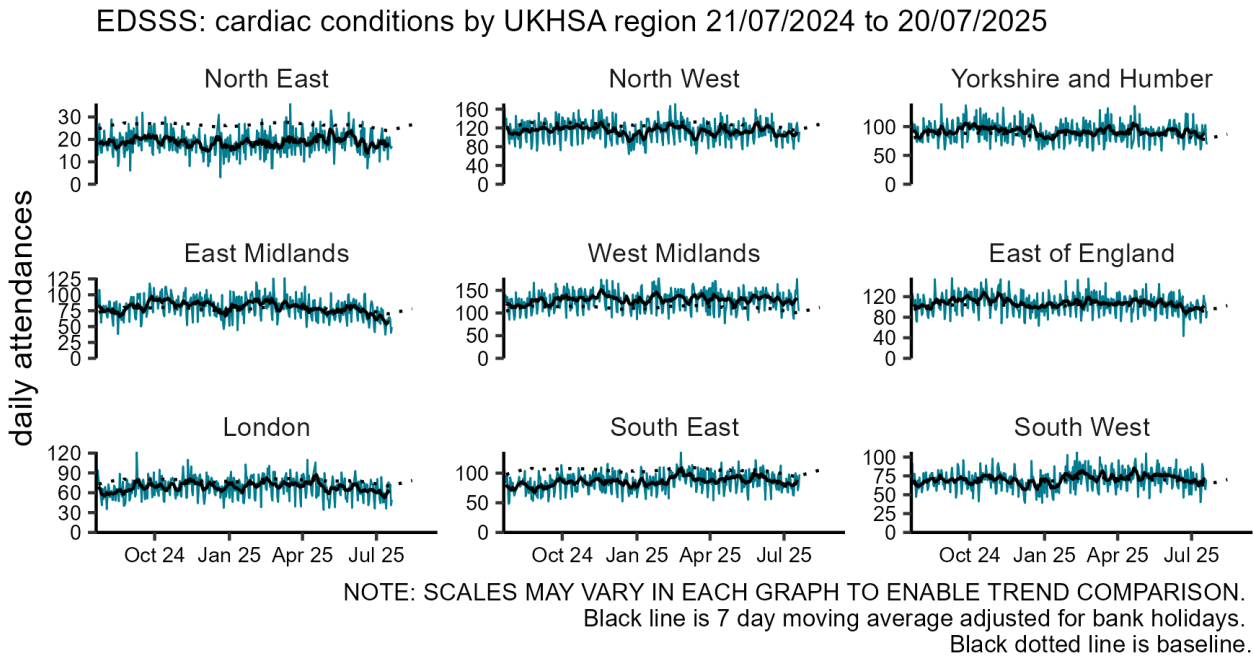 EDSSS: cardiac conditions by UKHSA region 21/07/2024 to 20/07/2025
daily attendances
North East
30
20
10
0
North West
160
120
80
40
0
Yorkshire and Humber
100
50
0
East Midlands
125
100
75
50
25
0
West Midlands
150
100
50
0
East of England
120
80
40
0
London
120
90
60
30
0
Oct 24 Jan 25 Apr 25 Jul 25
South East
100
50
0
Oct 24 Jan 25 Apr 25 Jul 25
South West
100
75
50
25
0
Oct 24 Jan 25 Apr 25 Jul 25
NOTE: SCALES MAY VARY IN EACH GRAPH TO ENABLE TREND COMPARISON.
Black line is 7 day moving average adjusted for bank holidays.
Black dotted line is baseline.